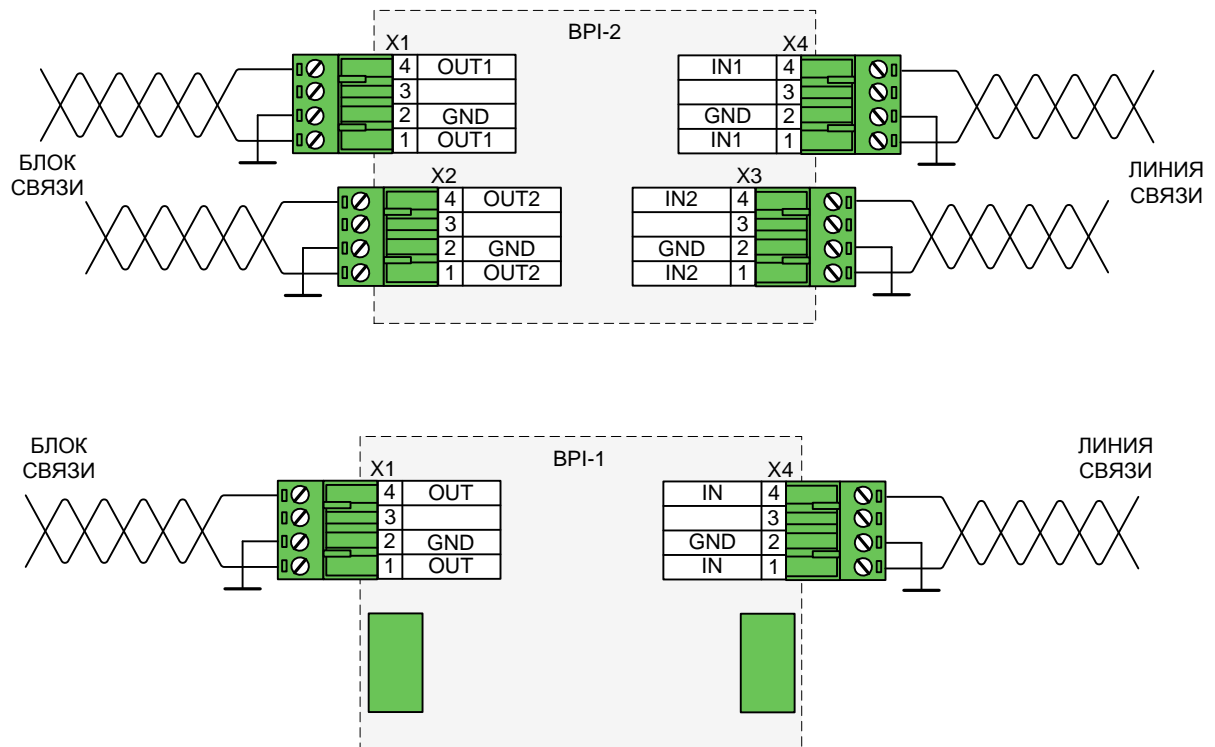 BPI-2
X1
4 OUT1
3
2 GND
1 OUT1
X4
IN1 4
3
GND 2
IN1 1
БЛОК
СВЯЗИ
ЛИНИЯ
СВЯЗИ
X2
4 OUT2
3
2 GND
1 OUT2
X3
IN2 4
3
GND 2
IN2 1
БЛОК
СВЯЗИ
BPI-1
ЛИНИЯ
СВЯЗИ
X1
4 OUT
3
2 GND
1 OUT
X4
IN 4
3
GND 2
IN 1